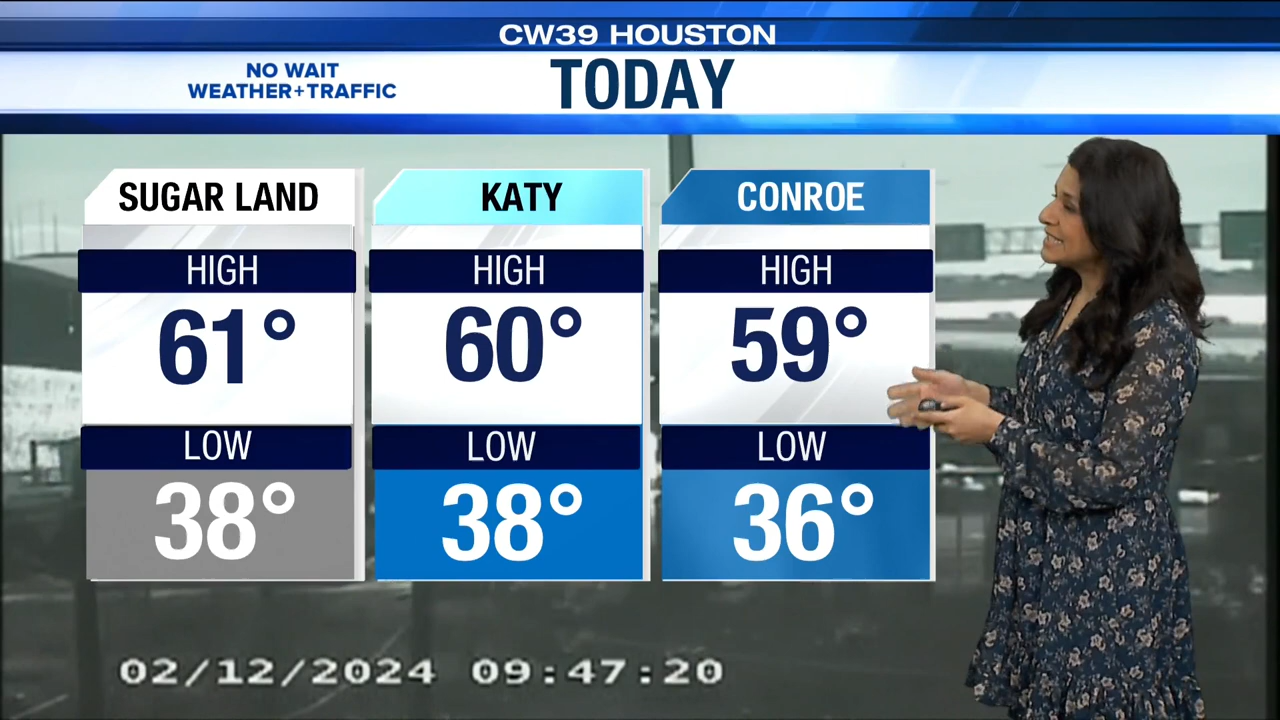 CW39 HOUSTON
NO WAIT
WEATHER+TRAFFIC
TODAY
SUGAR LAND
HIGH
61°
LOW
38°
KATY
HIGH
60°
LOW
38°
CONROE
HIGH
59°
LOW
36°
02/12/2024 09:47:20